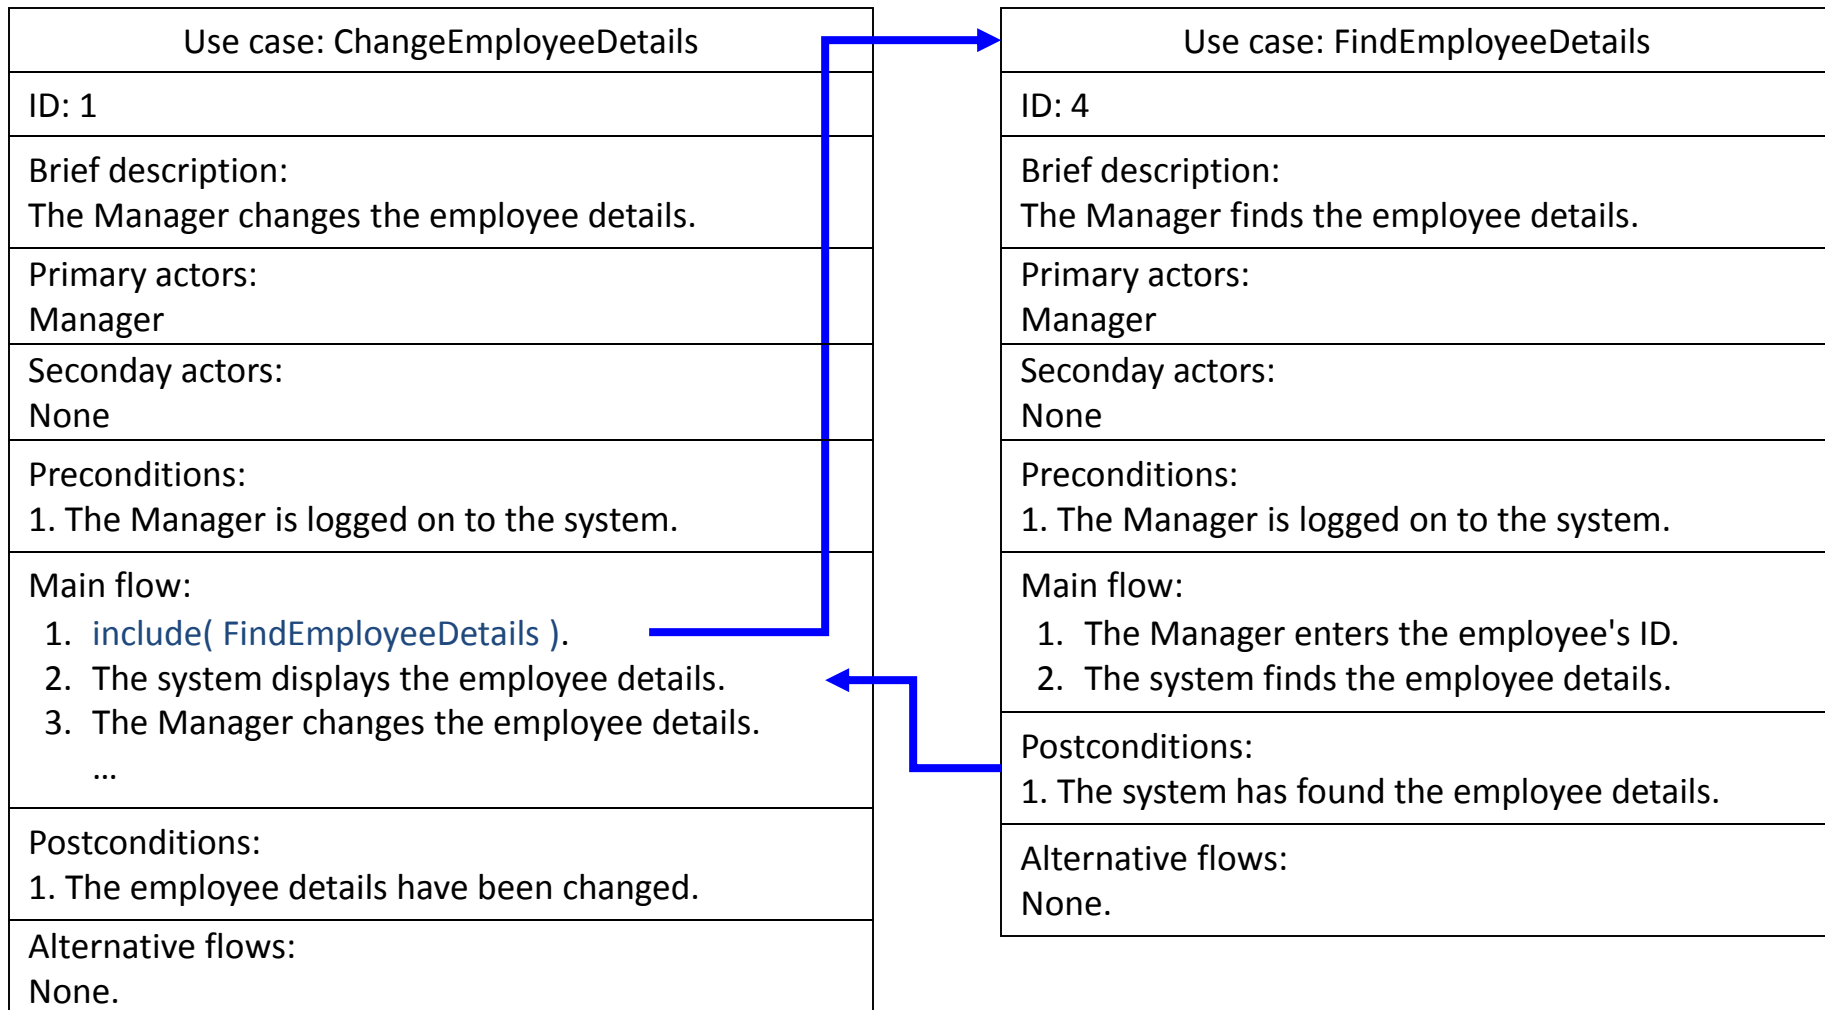 Use case: ChangeEmployeeDetails
ID: 1
Brief description:
The Manager changes the employee details.
Primary actors:
Manager
Seconday actors:
None
Preconditions:
1. The Manager is logged on to the system.
Main flow:
1. include( FindEmployeeDetails ).
2. The system displays the employee details.
3. The Manager changes the employee details.
...
Postconditions:
1. The employee details have been changed.
Alternative flows:
None.
Use case: FindEmployeeDetails
ID: 4
Brief description:
The Manager finds the employee details.
Primary actors:
Manager
Seconday actors:
None
Preconditions:
1. The Manager is logged on to the system.
Main flow:
1. The Manager enters the employee's ID.
2. The system finds the employee details.
Postconditions:
1. The system has found the employee details.
Alternative flows:
None.